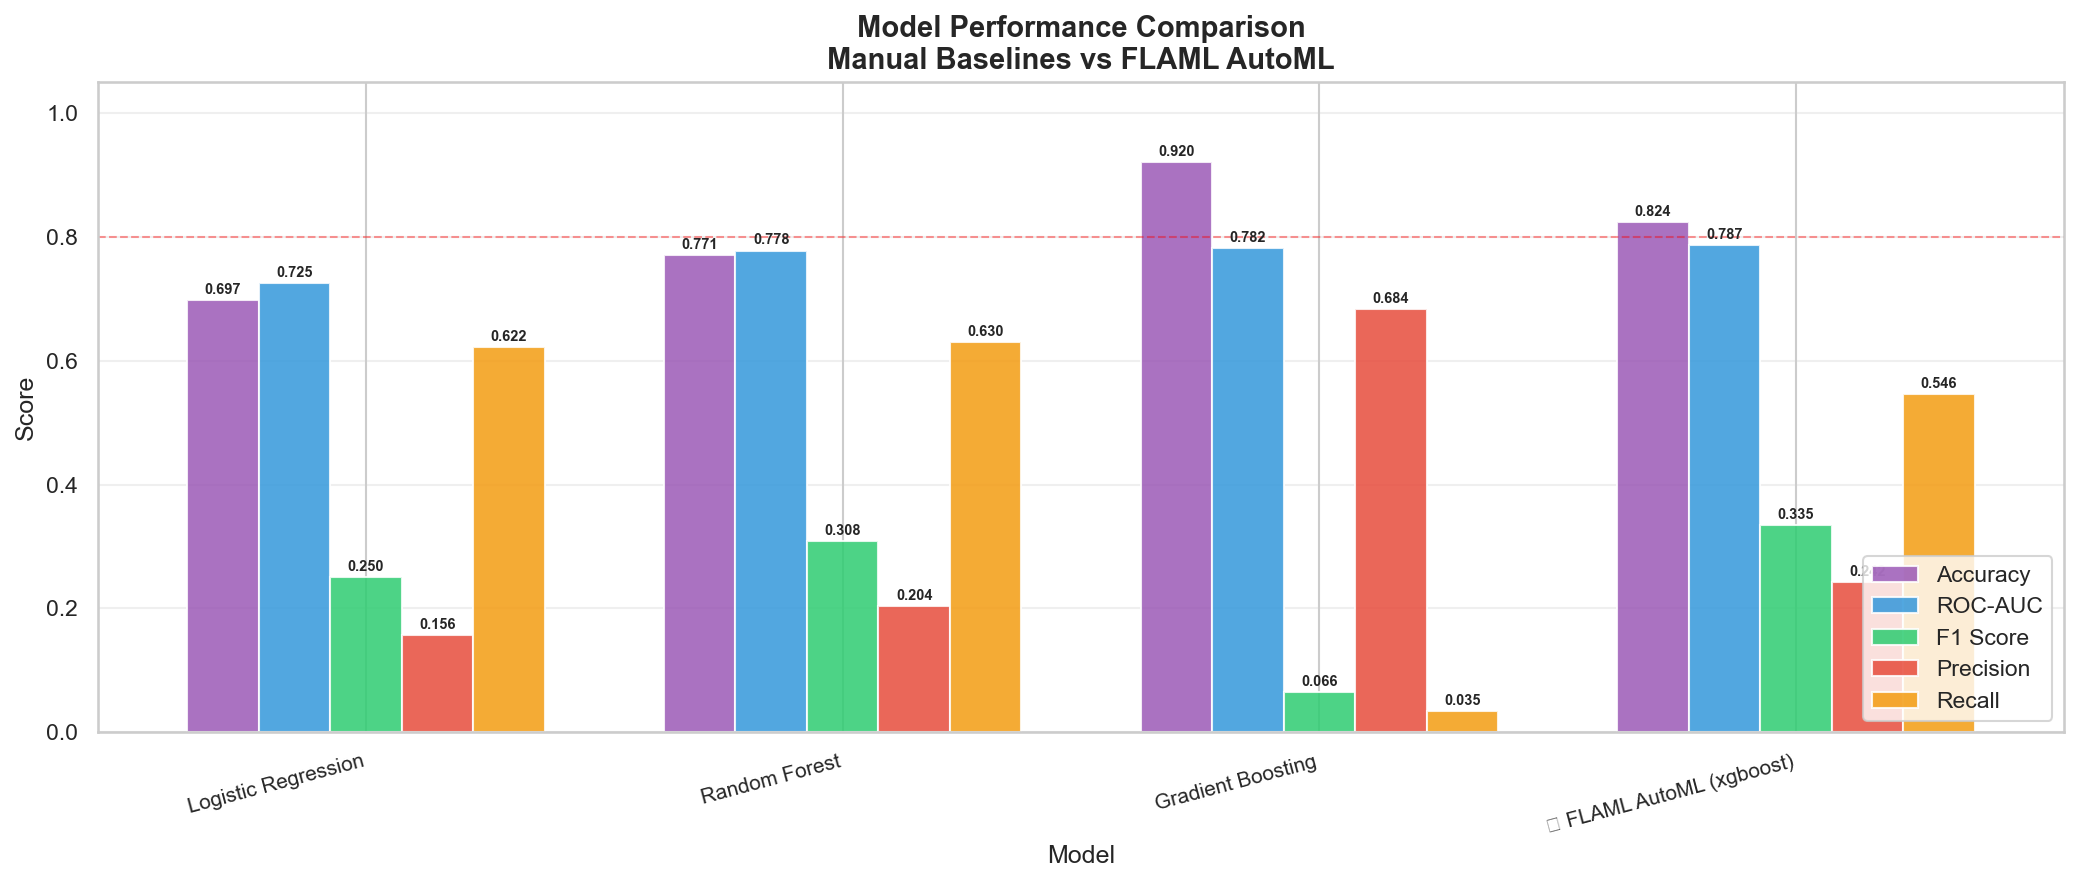 Model Performance Comparison
Manual Baselines vs FLAML AutoML
Score
1.0
0.8
0.6
0.4
0.2
0.0
0.697
0.725
0.250
0.156
0.622
0.771
0.778
0.308
0.204
0.630
0.920
0.782
0.066
0.684
0.035
0.824
0.787
0.335
0.546
Accuracy
ROC-AUC
F1 Score
Precision
Recall
Logistic Regression
Random Forest
Gradient Boosting
FLAML AutoML (xgboost)
Model